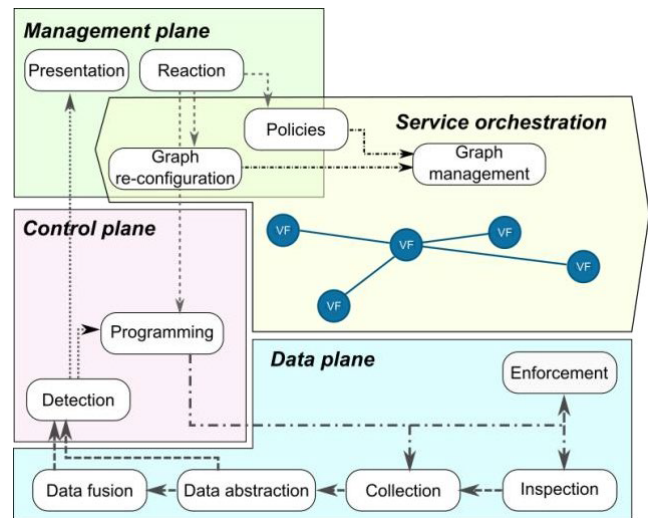 Management plane
Presentation
Reaction
Policies
Service orchestration
Graph
re-configuration
Graph
management
Control plane
VF
VF
VF
VF
VF
Programming
Data plane
Enforcement
Detection
Data fusion
Data abstraction
Collection
Inspection